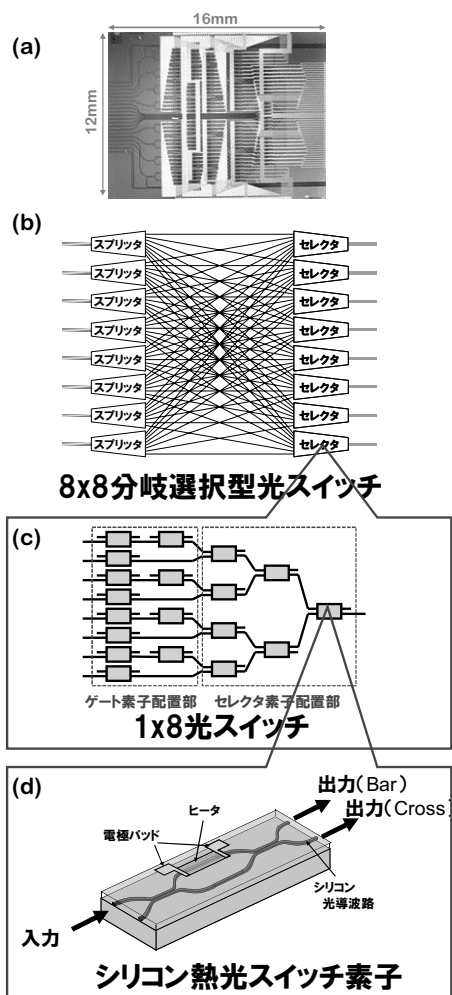 16mm
(a)
12mm
(b)
スプリッタ
セレクタ
スプリッタ
セレクタ
スプリッタ
セレクタ
スプリッタ
セレクタ
スプリッタ
セレクタ
スプリッタ
セレクタ
スプリッタ
セレクタ
スプリッタ
セレクタ
8x8分岐選択型光スイッチ
(c)
ゲート素子配置部
セレクタ素子配置部
1x8光スイッチ
(d)
出力(Bar)
ヒータ
出力(Cross)
電極パッド
シリコン
光導波路
入力
シリコン熱光スイッチ素子